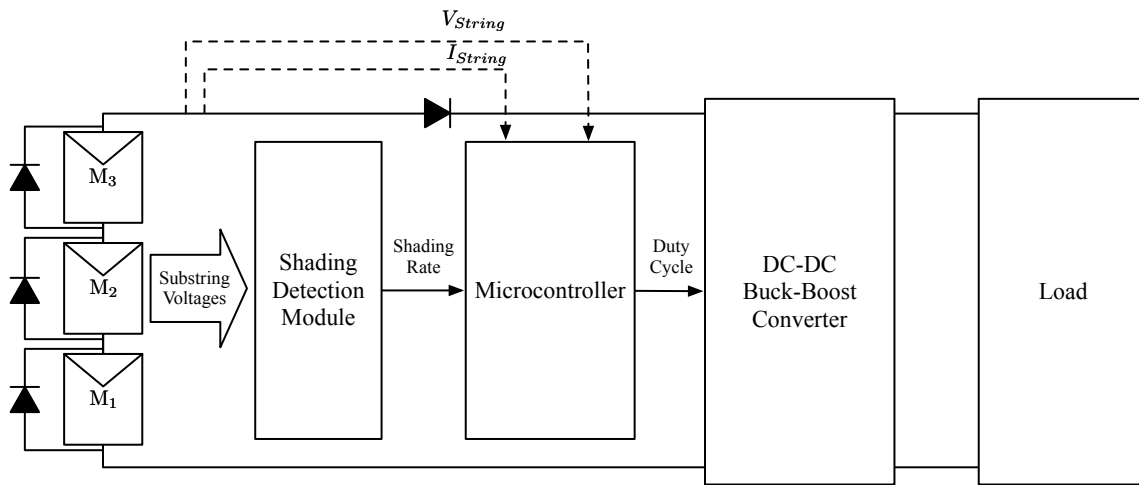 V_String
I_String
M_3
M_2
M_1
Substring
Voltages
Shading
Detection
Module
Shading
Rate
Microcontroller
Duty
Cycle
DC-DC
Buck-Boost
Converter
Load